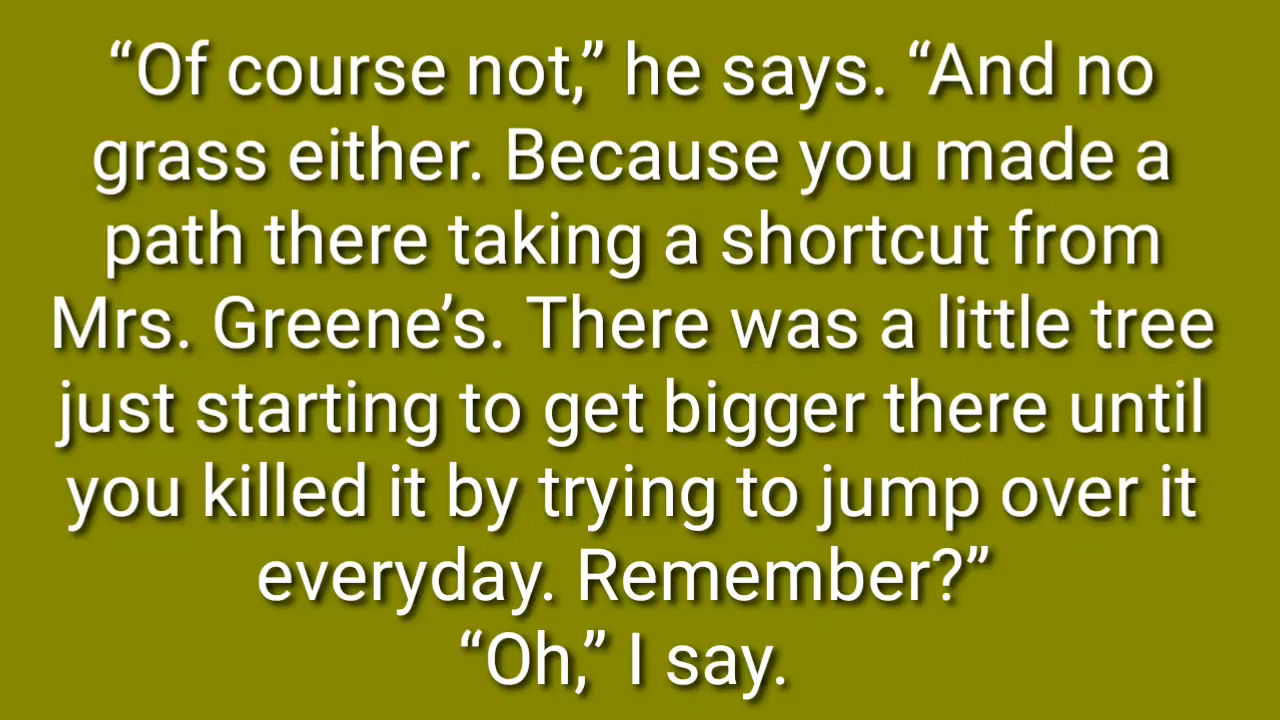 “Of course not,” he says. “And no
grass either. Because you made a
path there taking a shortcut from
Mrs. Greene’s. There was a little tree
just starting to get bigger there until
you killed it by trying to jump over it
everyday. Remember?”
“Oh,” I say.